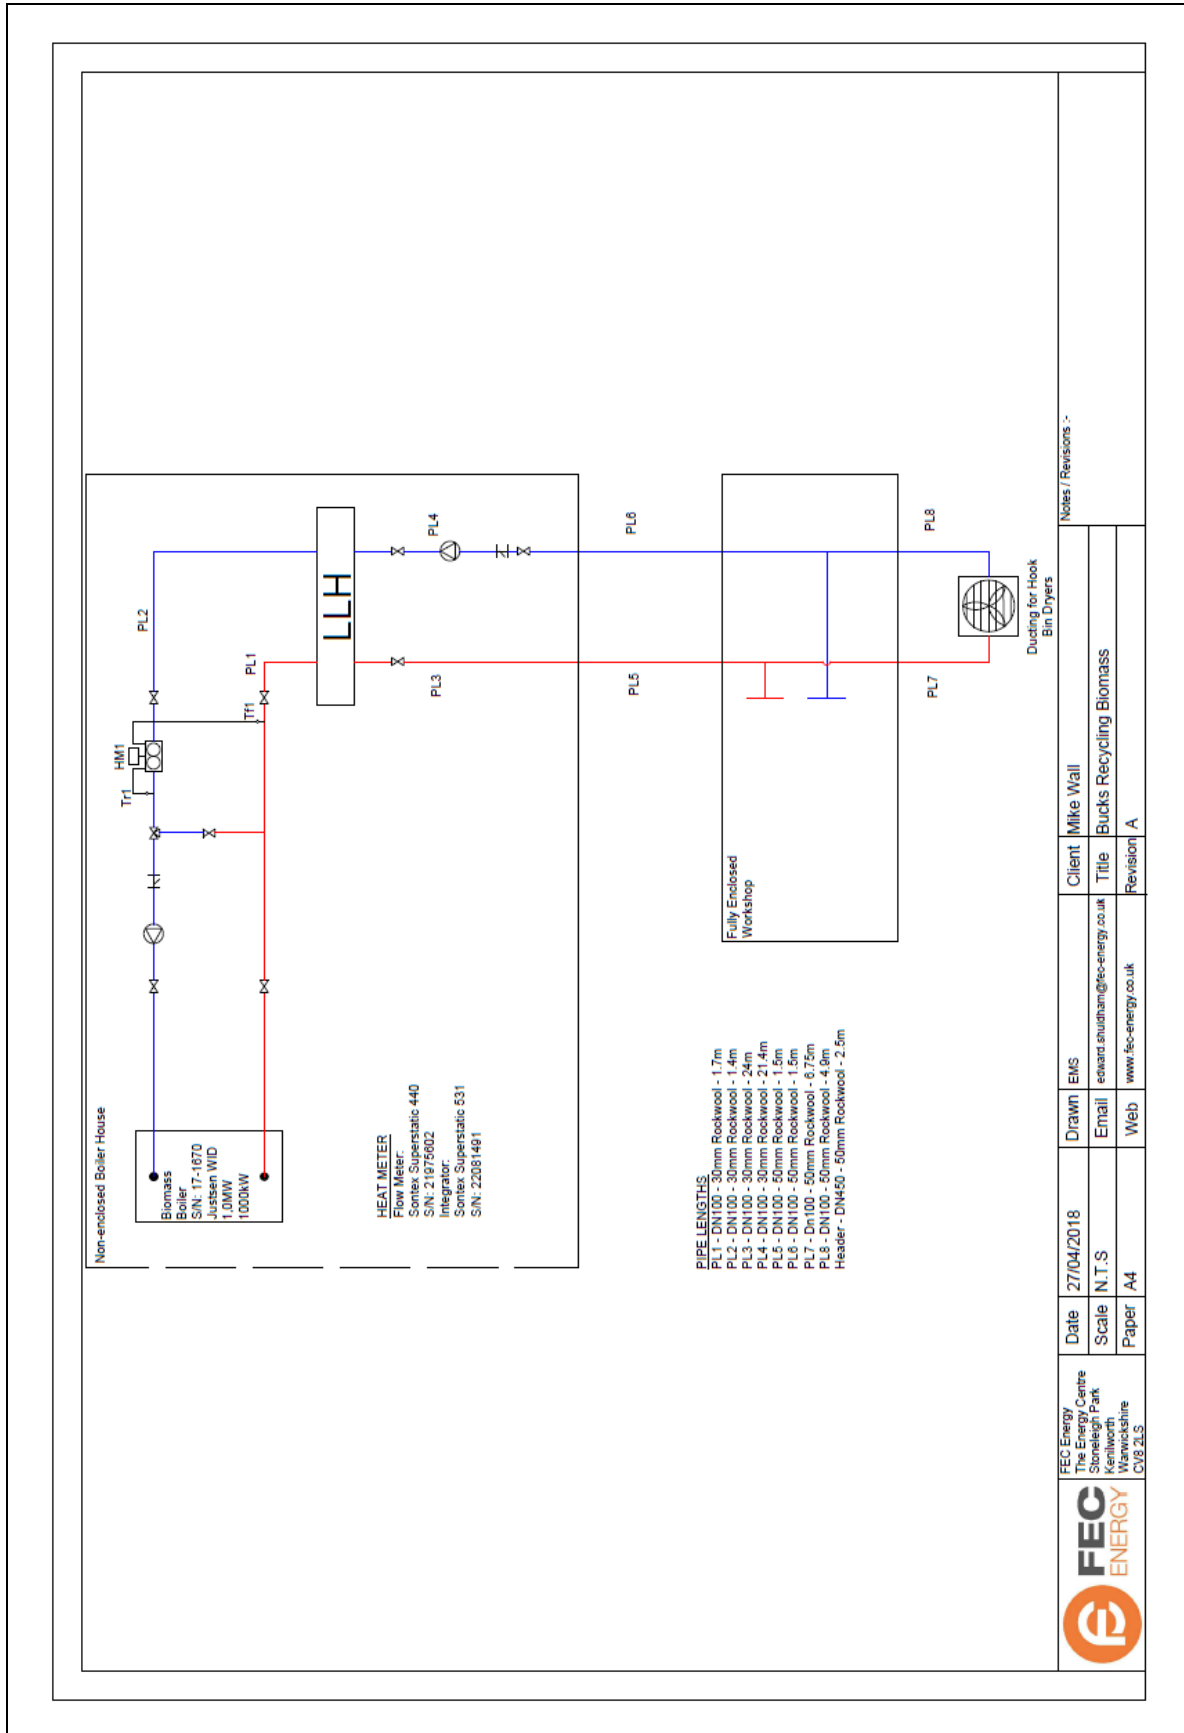 Non-enclosed Boiler House
Biomass
Boiler
S/N: 17-1670
Justsen WID
1.0MW
1000kW
Tr1
HM1
Tf1
PL2
PL1
LLH
PL3
PL4
HEAT METER
Flow Meter:
Sontex Superstatic 440
S/N: 21975602
Integrator:
Sontex Superstatic 531
S/N: 22081491
PL5
PL6
PIPE LENGTHS
PL1 - DN100 - 30mm Rockwool - 1.7m
PL2 - DN100 - 30mm Rockwool - 1.4m
PL3 - DN100 - 30mm Rockwool - 24m
PL4 - DN100 - 30mm Rockwool - 21.4m
PL5 - DN100 - 50mm Rockwool - 1.5m
PL6 - DN100 - 50mm Rockwool - 1.5m
PL7 - Dn100 - 50mm Rockwool - 6.75m
PL8 - DN100 - 50mm Rockwool - 4.9m
Header - DN450 - 50mm Rockwool - 2.5m
Fully Enclosed
Workshop
PL7
PL8
Ducting for Hook
Bin Dryers
FEC
ENERGY
FEC Energy
The Energy Centre
Stoneleigh Park
Kenilworth
Warwickshire
CV8 2LS
Date 27/04/2018
Scale N.T.S
Paper A4
Drawn EMS
Email edward.shuldham@fec-energy.co.uk
Web www.fec-energy.co.uk
Client Mike Wall
Title Bucks Recycling Biomass
Revision A
Notes / Revisions :-